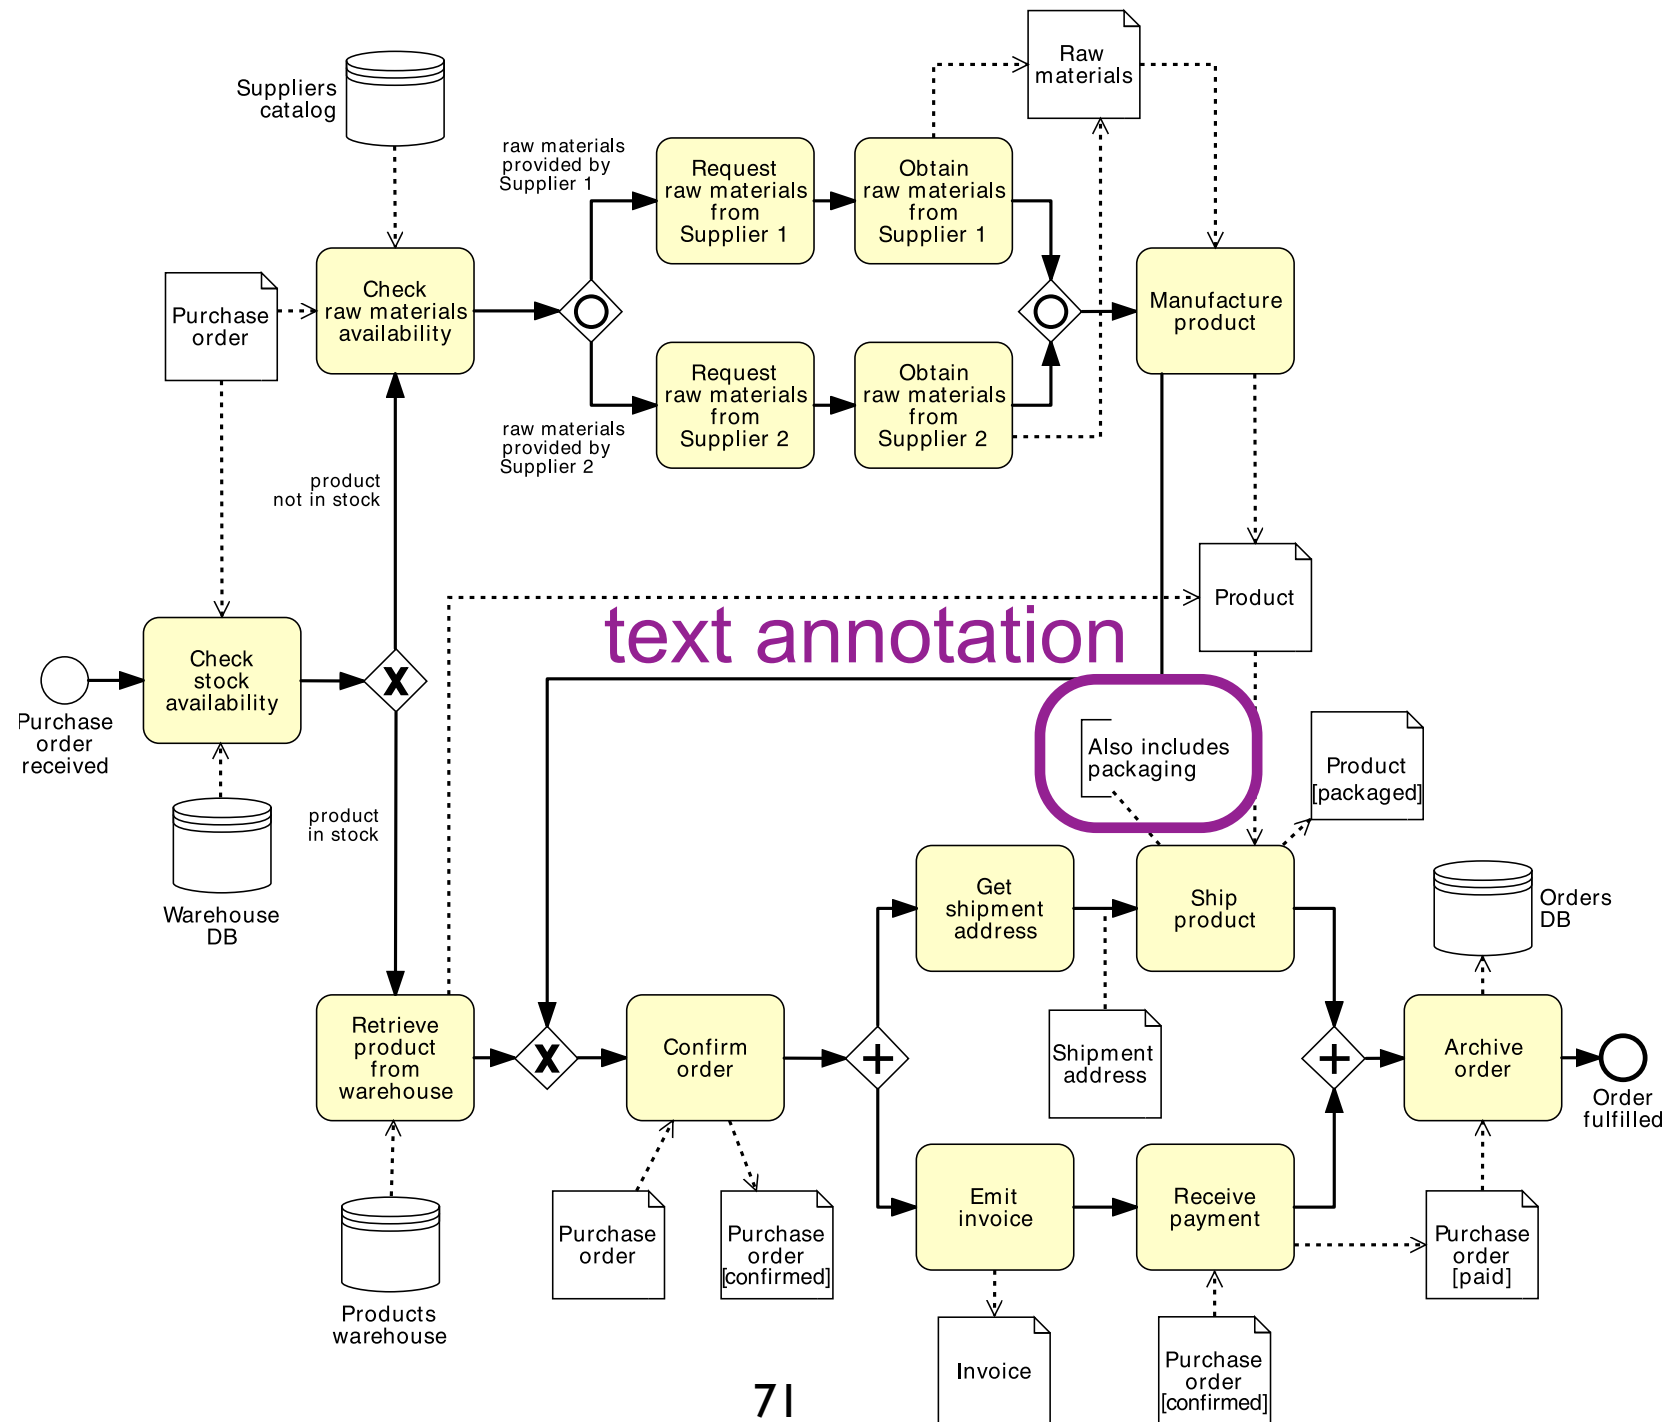 Raw
materials
Suppliers
catalog
raw materials
provided by
Supplier 1
Request
raw materials
from
Supplier 1
Obtain
raw materials
from
Supplier 1
Purchase
order
Check
raw materials
availability
Manufacture
product
raw materials
provided by
Supplier 2
Request
raw materials
from
Supplier 2
Obtain
raw materials
from
Supplier 2
product
not in stock
Product
text annotation
Purchase
order
received
Check
stock
availability
X
Also includes
packaging
Product
[packaged]
Warehouse
DB
product
in stock
Get
shipment
address
Ship
product
Orders
DB
Retrieve
product
from
warehouse
X
Confirm
order
Shipment
address
Archive
order
Order
fulfilled
Products
warehouse
Purchase
order
Purchase
order
[confirmed]
Emit
invoice
Receive
payment
Purchase
order
[paid]
Invoice
Purchase
order
[confirmed]
71